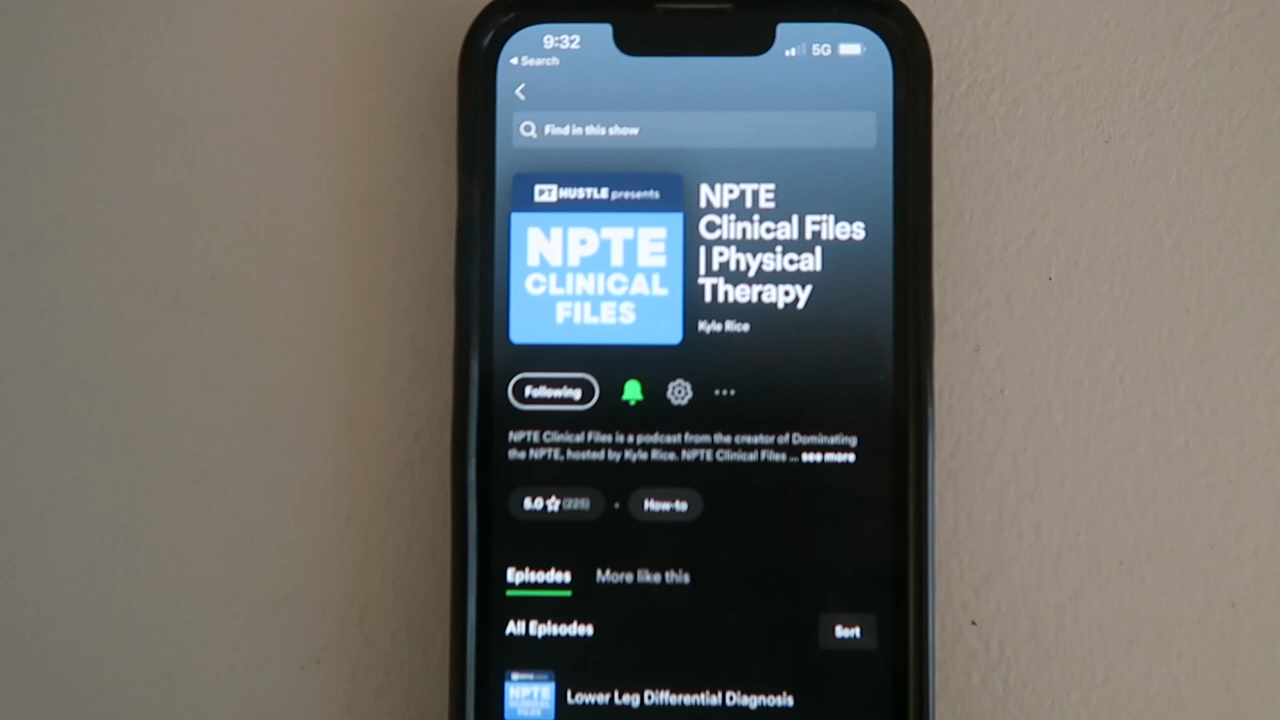 9:32
5G
Search
Find in this show
PT HUSTLE presents
NPTE
CLINICAL
FILES
NPTE
Clinical Files
| Physical
Therapy
Kyle Rice
Following
NPTE Clinical Files is a podcast from the creator of Dominating
the NPTE, hosted by Kyle Rice. NPTE Clinical Files ... see more
5.0 (225)
How-to
Episodes
More like this
All Episodes
Sort
NPTE
CLINICAL
FILES
Lower Leg Differential Diagnosis